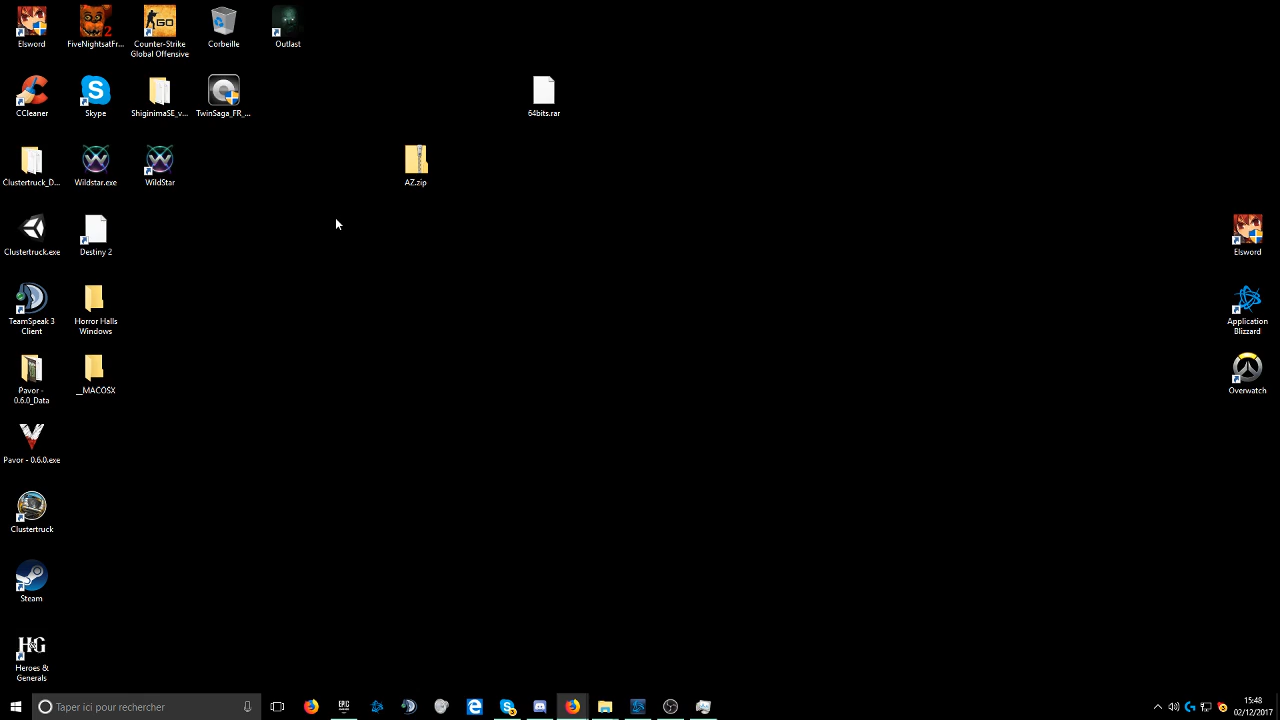 Elsword
FiveNightsatFr...
Counter-Strike
Global Offensive
Corbeille
Outlast
CCleaner
Skype
ShiginimaSE_v...
TwinSaga_FR_...
64bits.rar
Clustertruck_D...
Wildstar.exe
WildStar
AZ.zip
Clustertruck.exe
Destiny 2
Elsword
TeamSpeak 3
Client
Horror Halls
Windows
Application
Blizzard
Pavor -
0.6.0_Data
__MACOSX
Overwatch
Pavor - 0.6.0.exe
Clustertruck
Steam
H&G
Heroes &
Generals
Taper ici pour rechercher
EPIC
15:48
02/12/2017